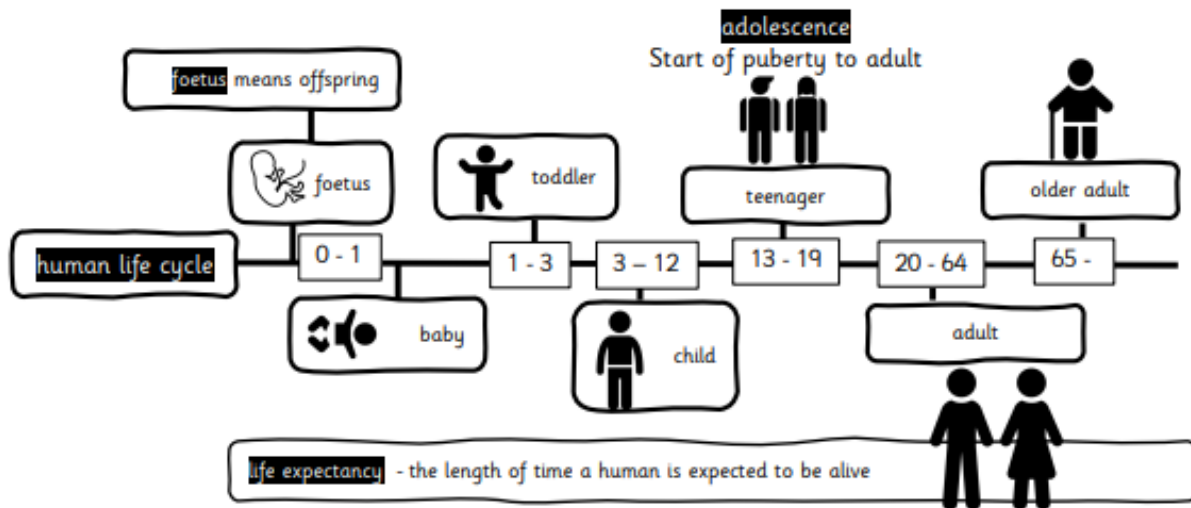 adolescence
Start of puberty to adult
foetus means offspring
foetus
toddler
teenager
older adult
human life cycle
0 - 1
1 - 3
3 – 12
13 - 19
20 - 64
65 -
baby
child
adult
life expectancy - the length of time a human is expected to be alive